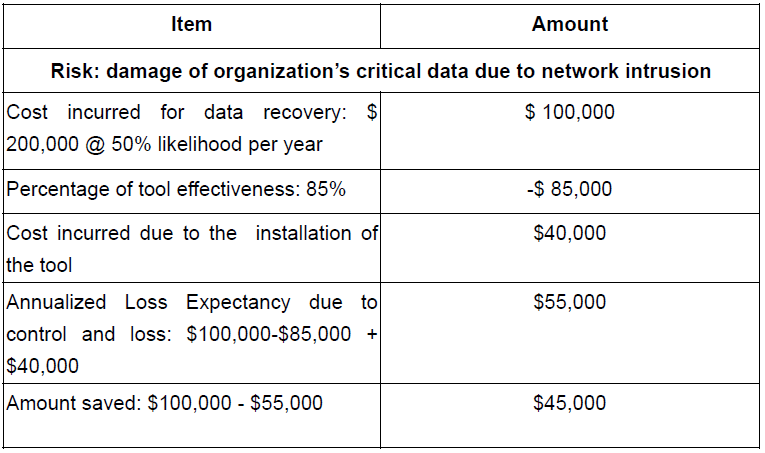 Item Amount
Risk: damage of organization’s critical data due to network intrusion
Cost incurred for data recovery: $ $ 100,000
200,000 @ 50% likelihood per year
Percentage of tool effectiveness: 85% -$ 85,000
Cost incurred due to the installation of $40,000
the tool
Annualized Loss Expectancy due to $55,000
control and loss: $100,000-$85,000 +
$40,000
Amount saved: $100,000 - $55,000 $45,000